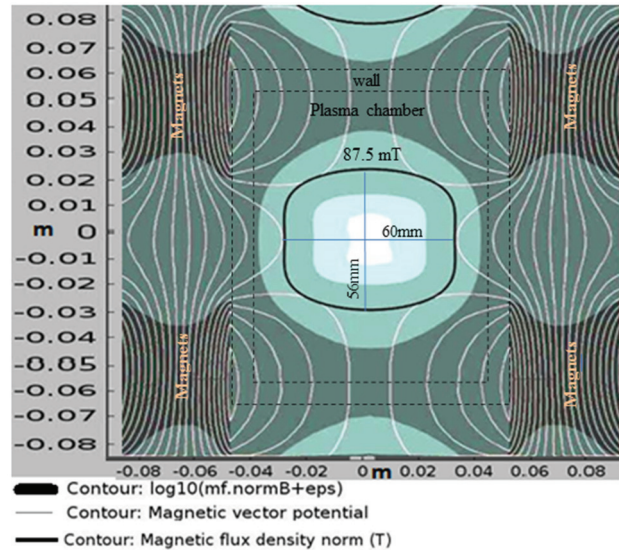 0.08
0.07
0.06
0.05
0.04
0.03
0.02
0.01
m 0
-0.01
-0.02
-0.03
-0.04
-0.05
-0.06
-0.07
-0.08
Magnets
Magnets
wall
Plasma chamber
87.5 mT
60mm
56mm
Magnets
Magnets
-0.08 -0.06 -0.04 -0.02 0 m 0.02 0.04 0.06 0.08
Contour: log10(mf.normB+eps)
Contour: Magnetic vector potential
Contour: Magnetic flux density norm (T)